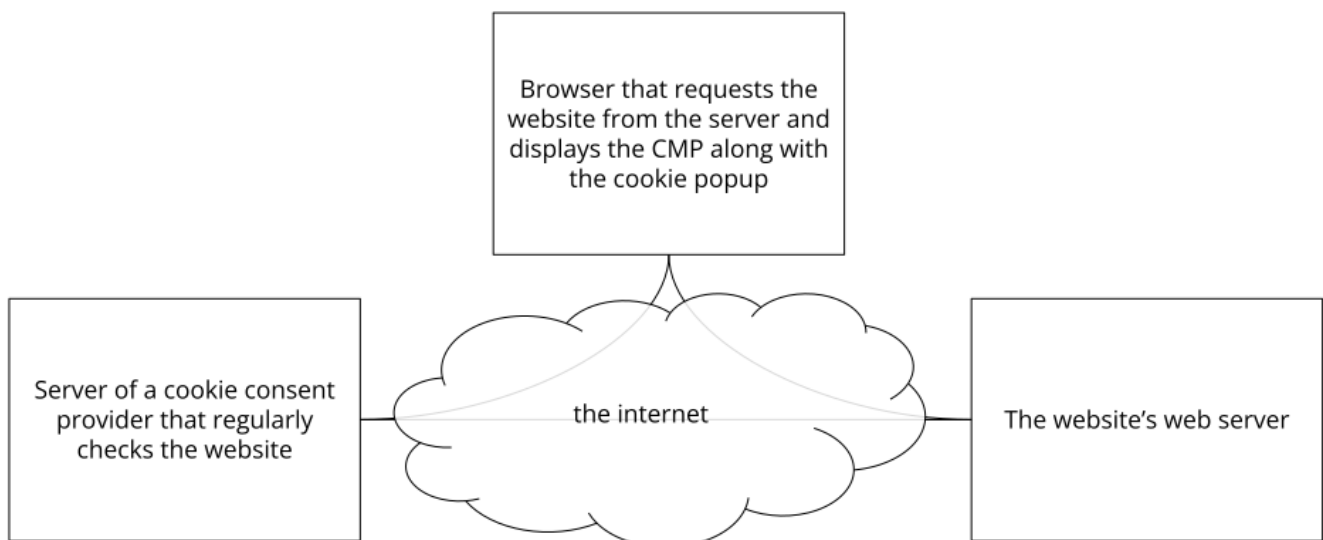 Browser that requests the
website from the server and
displays the CMP along with
the cookie popup
Server of a cookie consent
provider that regularly
checks the website
the internet
The website’s web server